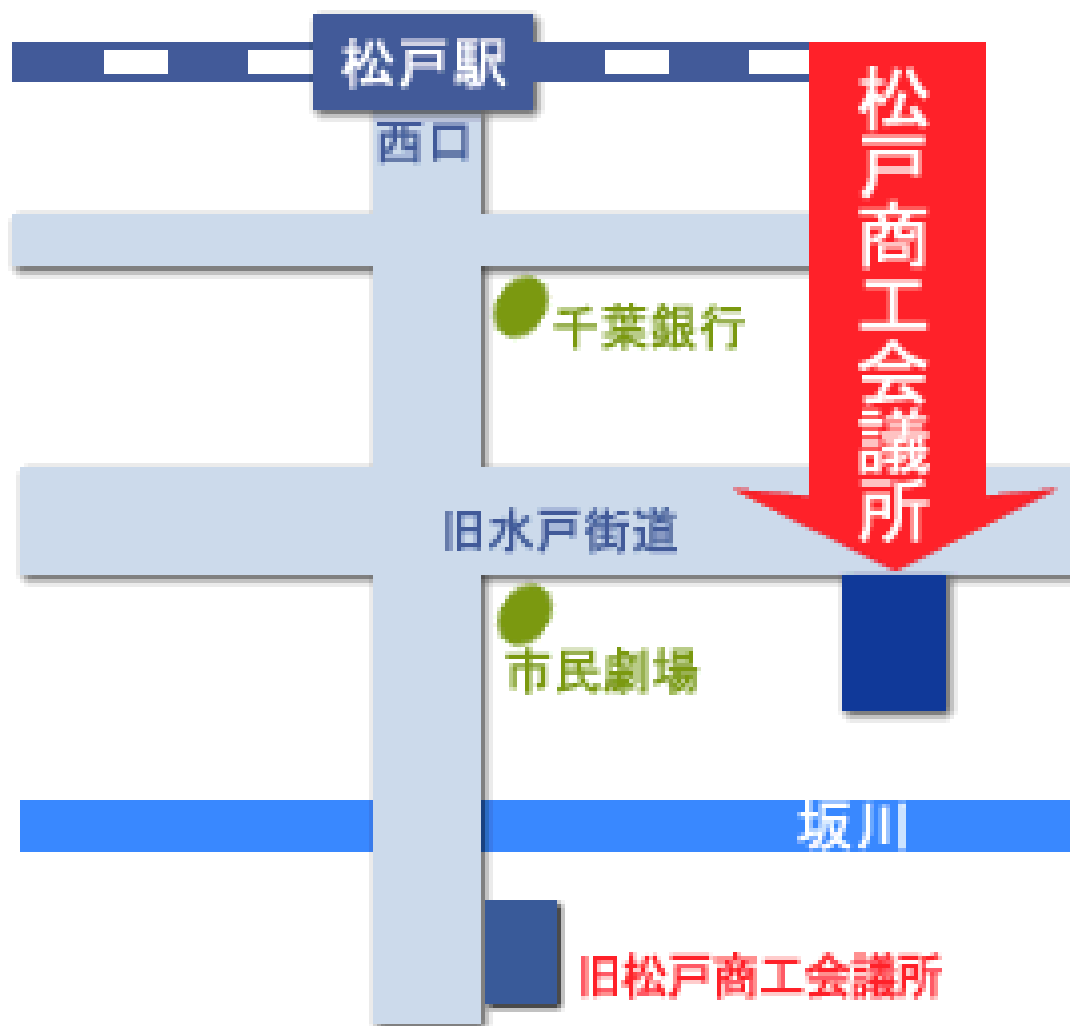 松戸駅
西口
松戸商工会議所
千葉銀行
旧水戸街道
市民劇場
坂川
旧松戸商工会議所